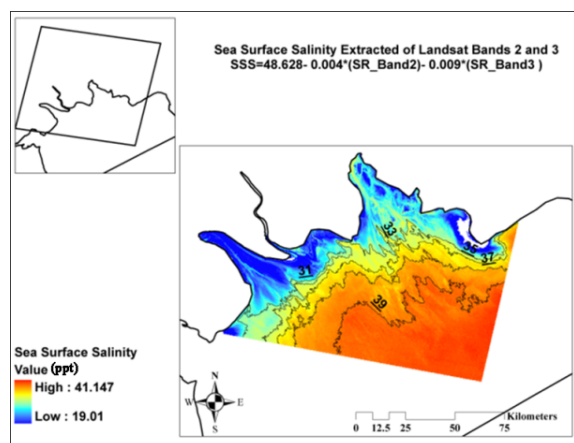 Sea Surface Salinity Extracted of Landsat Bands 2 and 3
SSS=48.628- 0.004*(SR_Band2)- 0.009*(SR_Band3 )
33
35
37
31
39
Sea Surface Salinity
Value (ppt)
High : 41.147
Low : 19.01
N
W
E
S
Kilometers
0 12.5 25 50 75